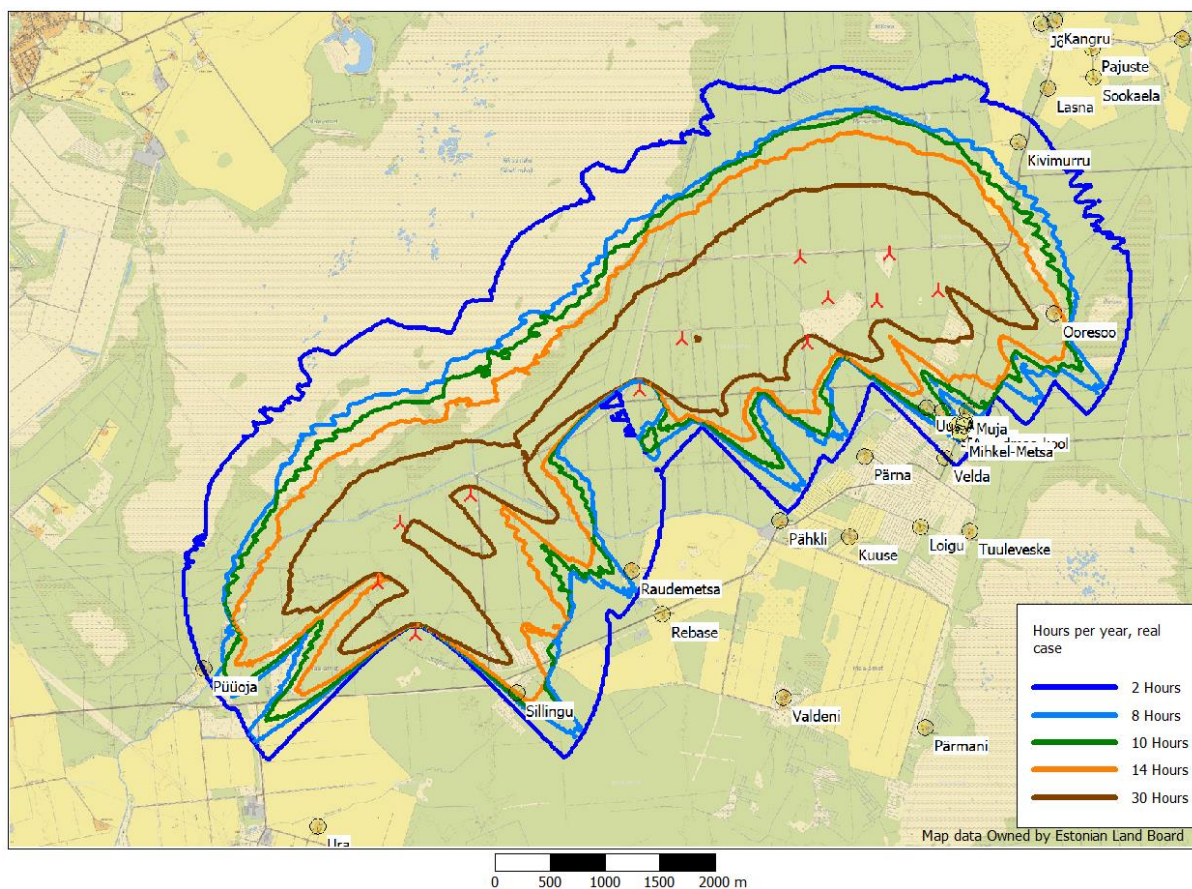 Kangru
Pajuste
Sookaela
Lasna
Kivimurru
Ooresoo
Muja
Mihkel-Metsa
Pärna
Velda
Pähkli
Kuuse
Loigu
Tuuleveske
Raudemetsa
Rebase
Püüoja
Sillingu
Valdeni
Pärmani
Ura
Hours per year, real
case
2 Hours
8 Hours
10 Hours
14 Hours
30 Hours
Map data Owned by Estonian Land Board
0 500 1000 1500 2000 m